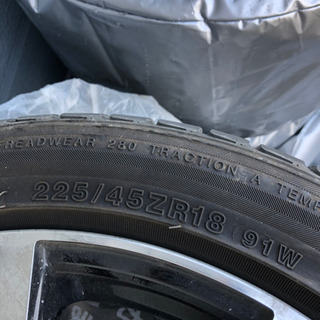 TREADWEAR 280 TRACTION A TEMP
225/45ZR18 91W